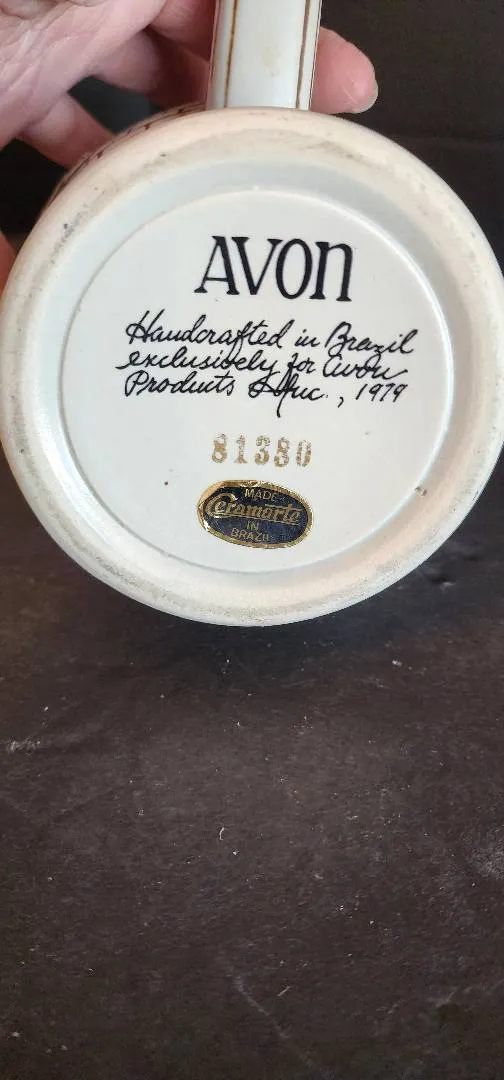 AVON
Handcrafted in Brazil
exclusively for Avon
Products Inc., 1979
81380
MADE
Ceramarte
IN
BRAZIL